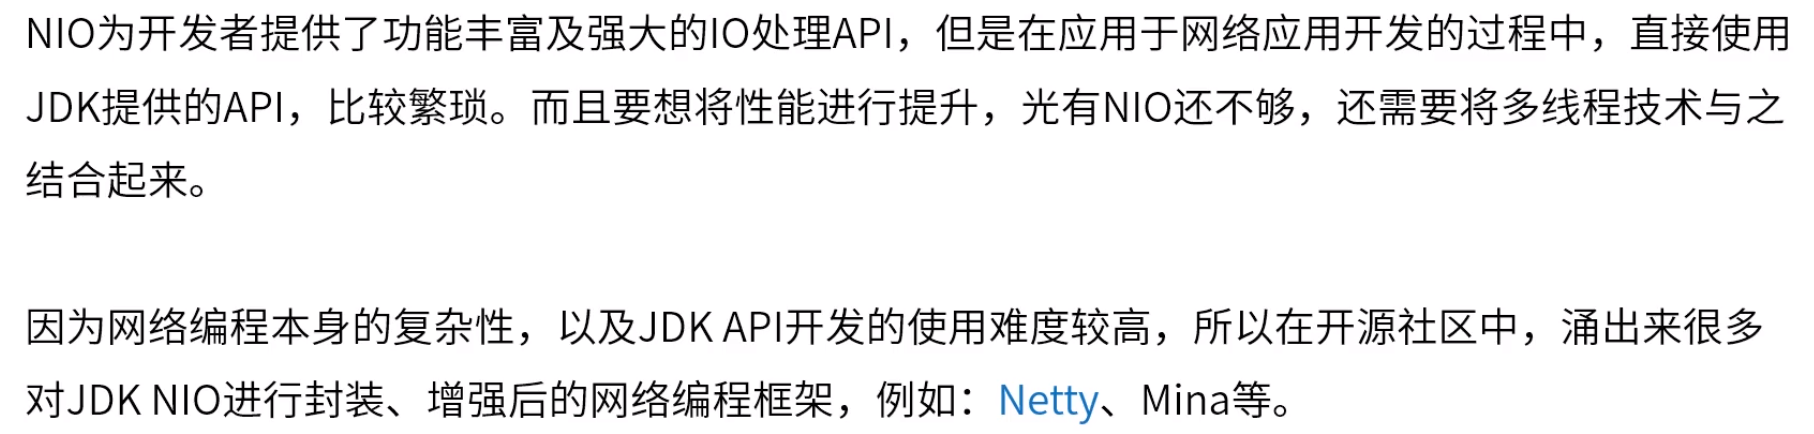 NIO为开发者提供了功能丰富及强大的IO处理API，但是在应用于网络应用开发的过程中，直接使用
JDK提供的API，比较繁琐。而且要想将性能进行提升，光有NIO还不够，还需要将多线程技术与之
结合起来。
因为网络编程本身的复杂性，以及JDK API开发的使用难度较高，所以在开源社区中，涌出来很多
对JDK NIO进行封装、增强后的网络编程框架，例如：Netty、Mina等。